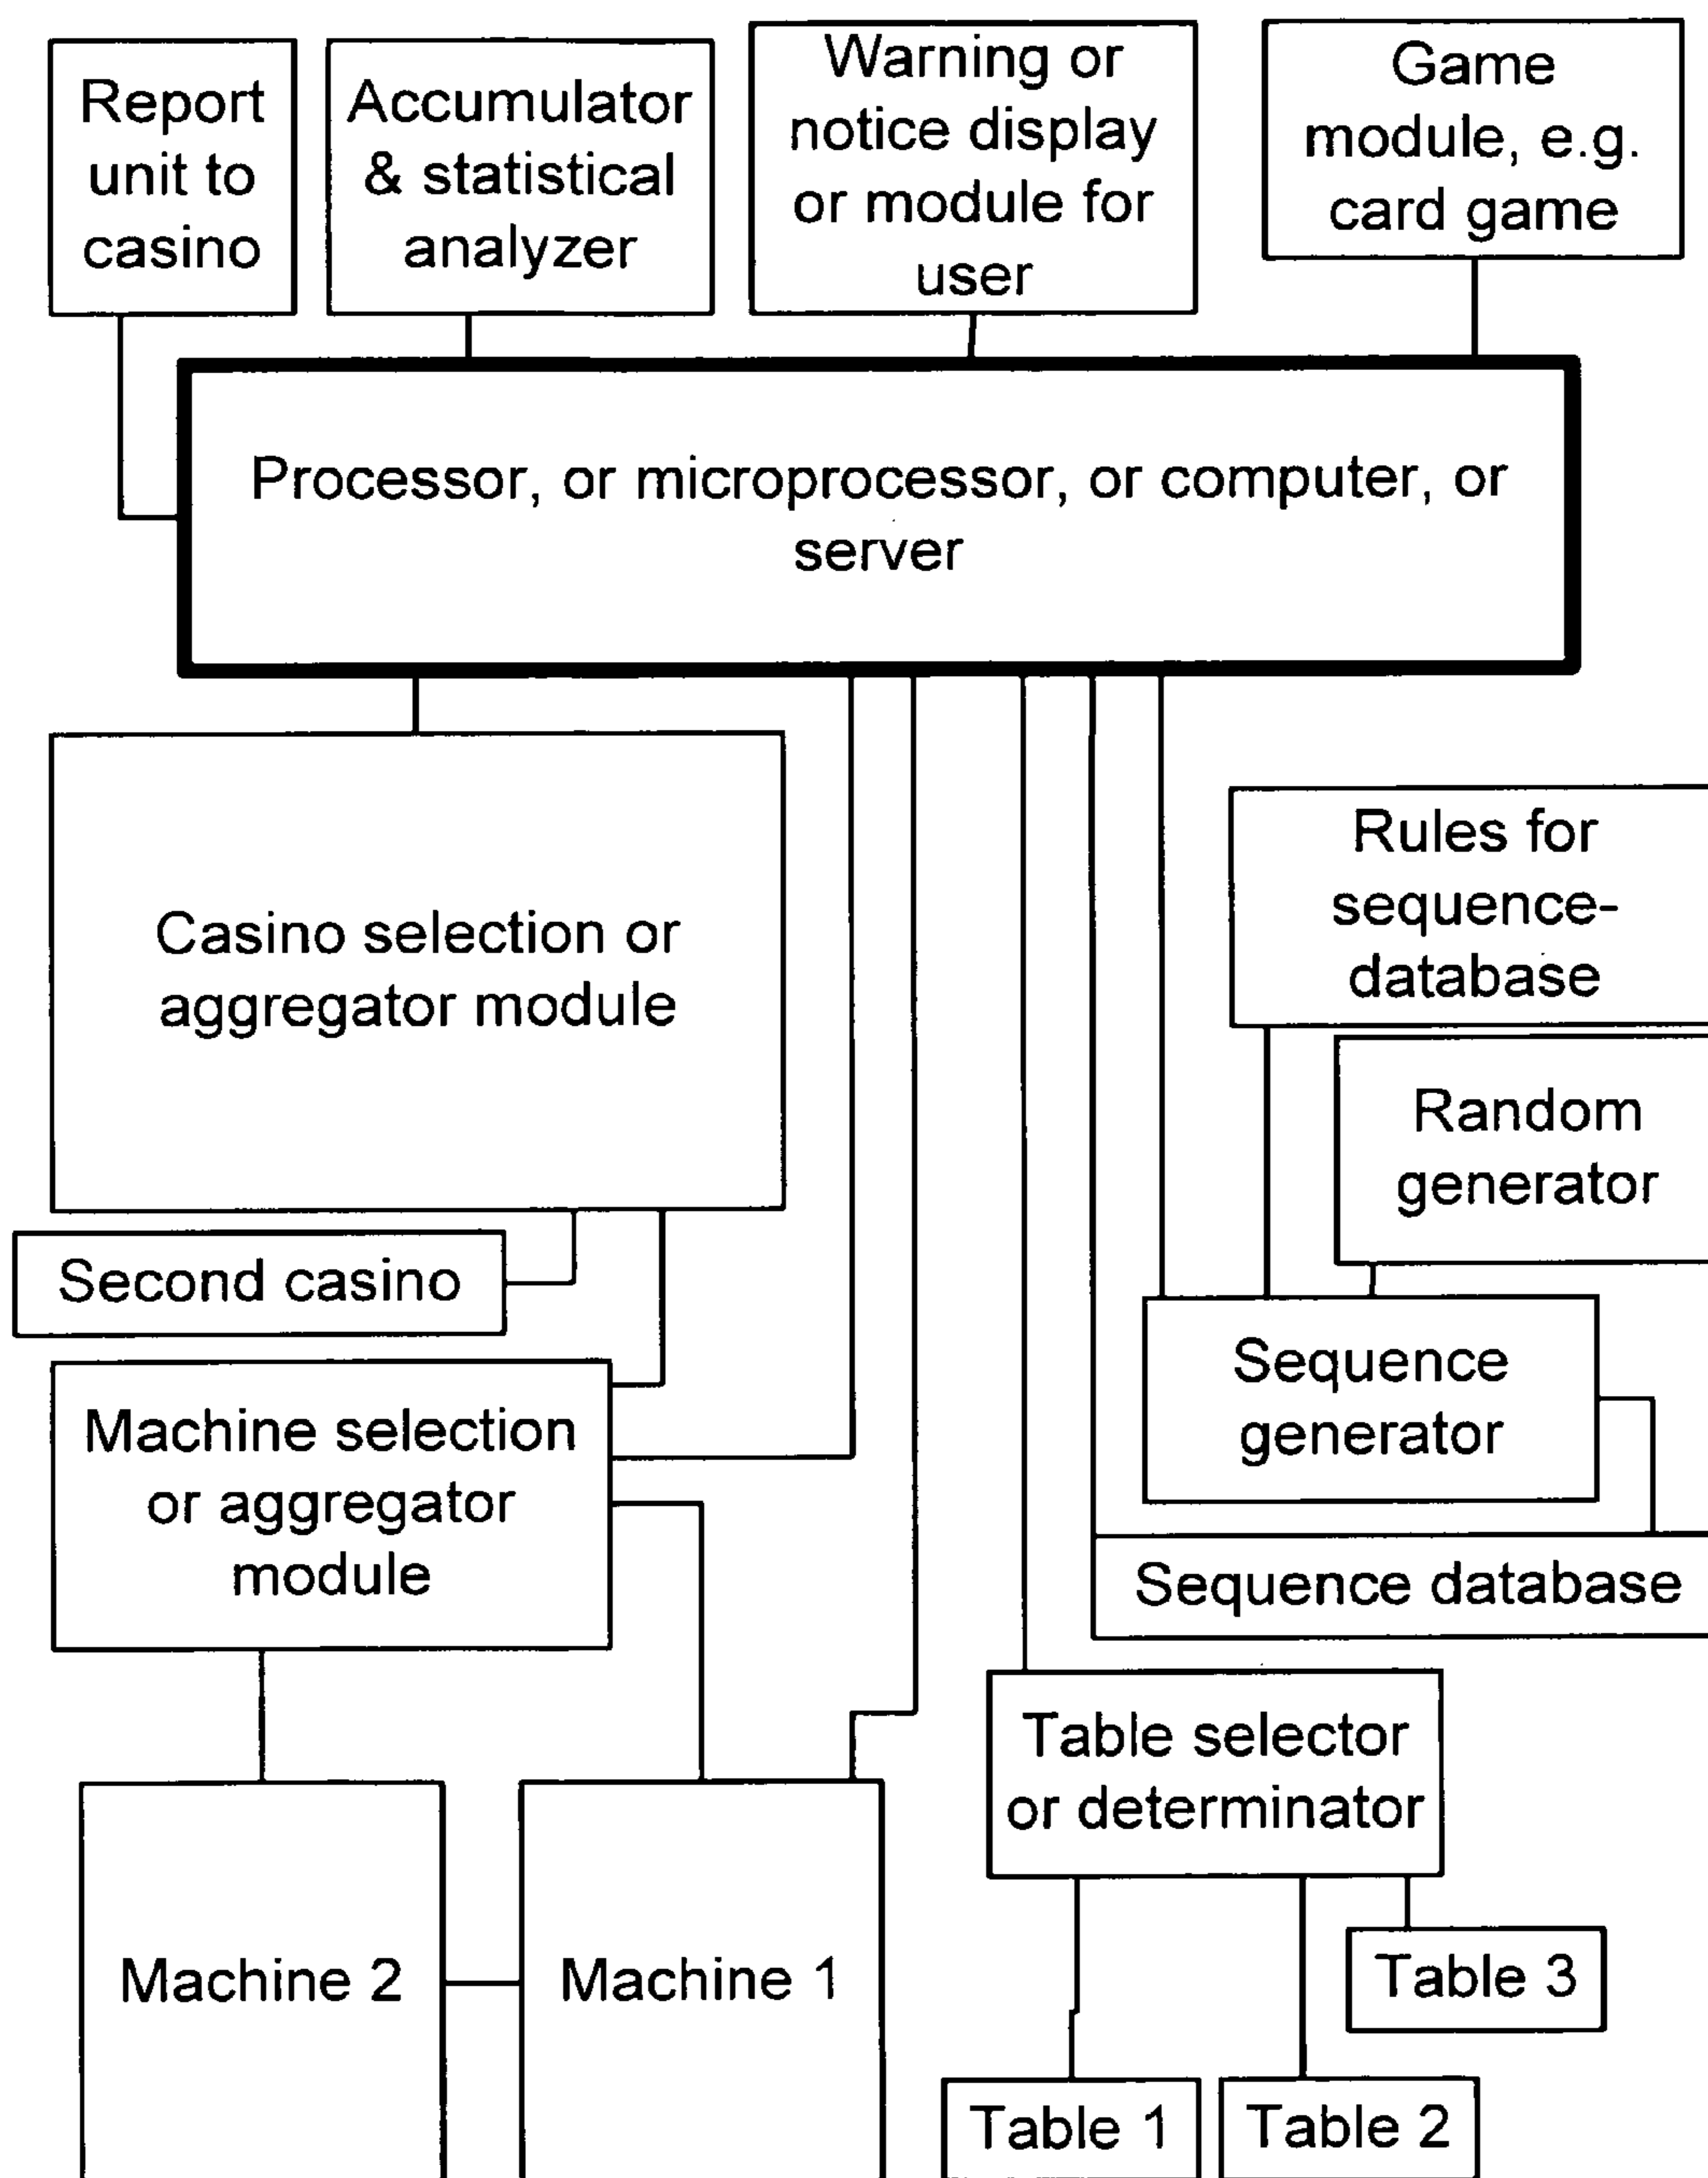 Report
unit to
casino
Accumulator
& statistical
analyzer
Warning or
notice display
or module for
user
Game
module, e.g.
card game
Processor, or microprocessor, or computer, or
server
Casino selection or
aggregator module
Rules for
sequence-
database
Random
generator
Second casino
Sequence
generator
Machine selection
or aggregator
module
Sequence database
Table selector
or determinator
Machine 2
Machine 1
Table 3
Table 1
Table 2